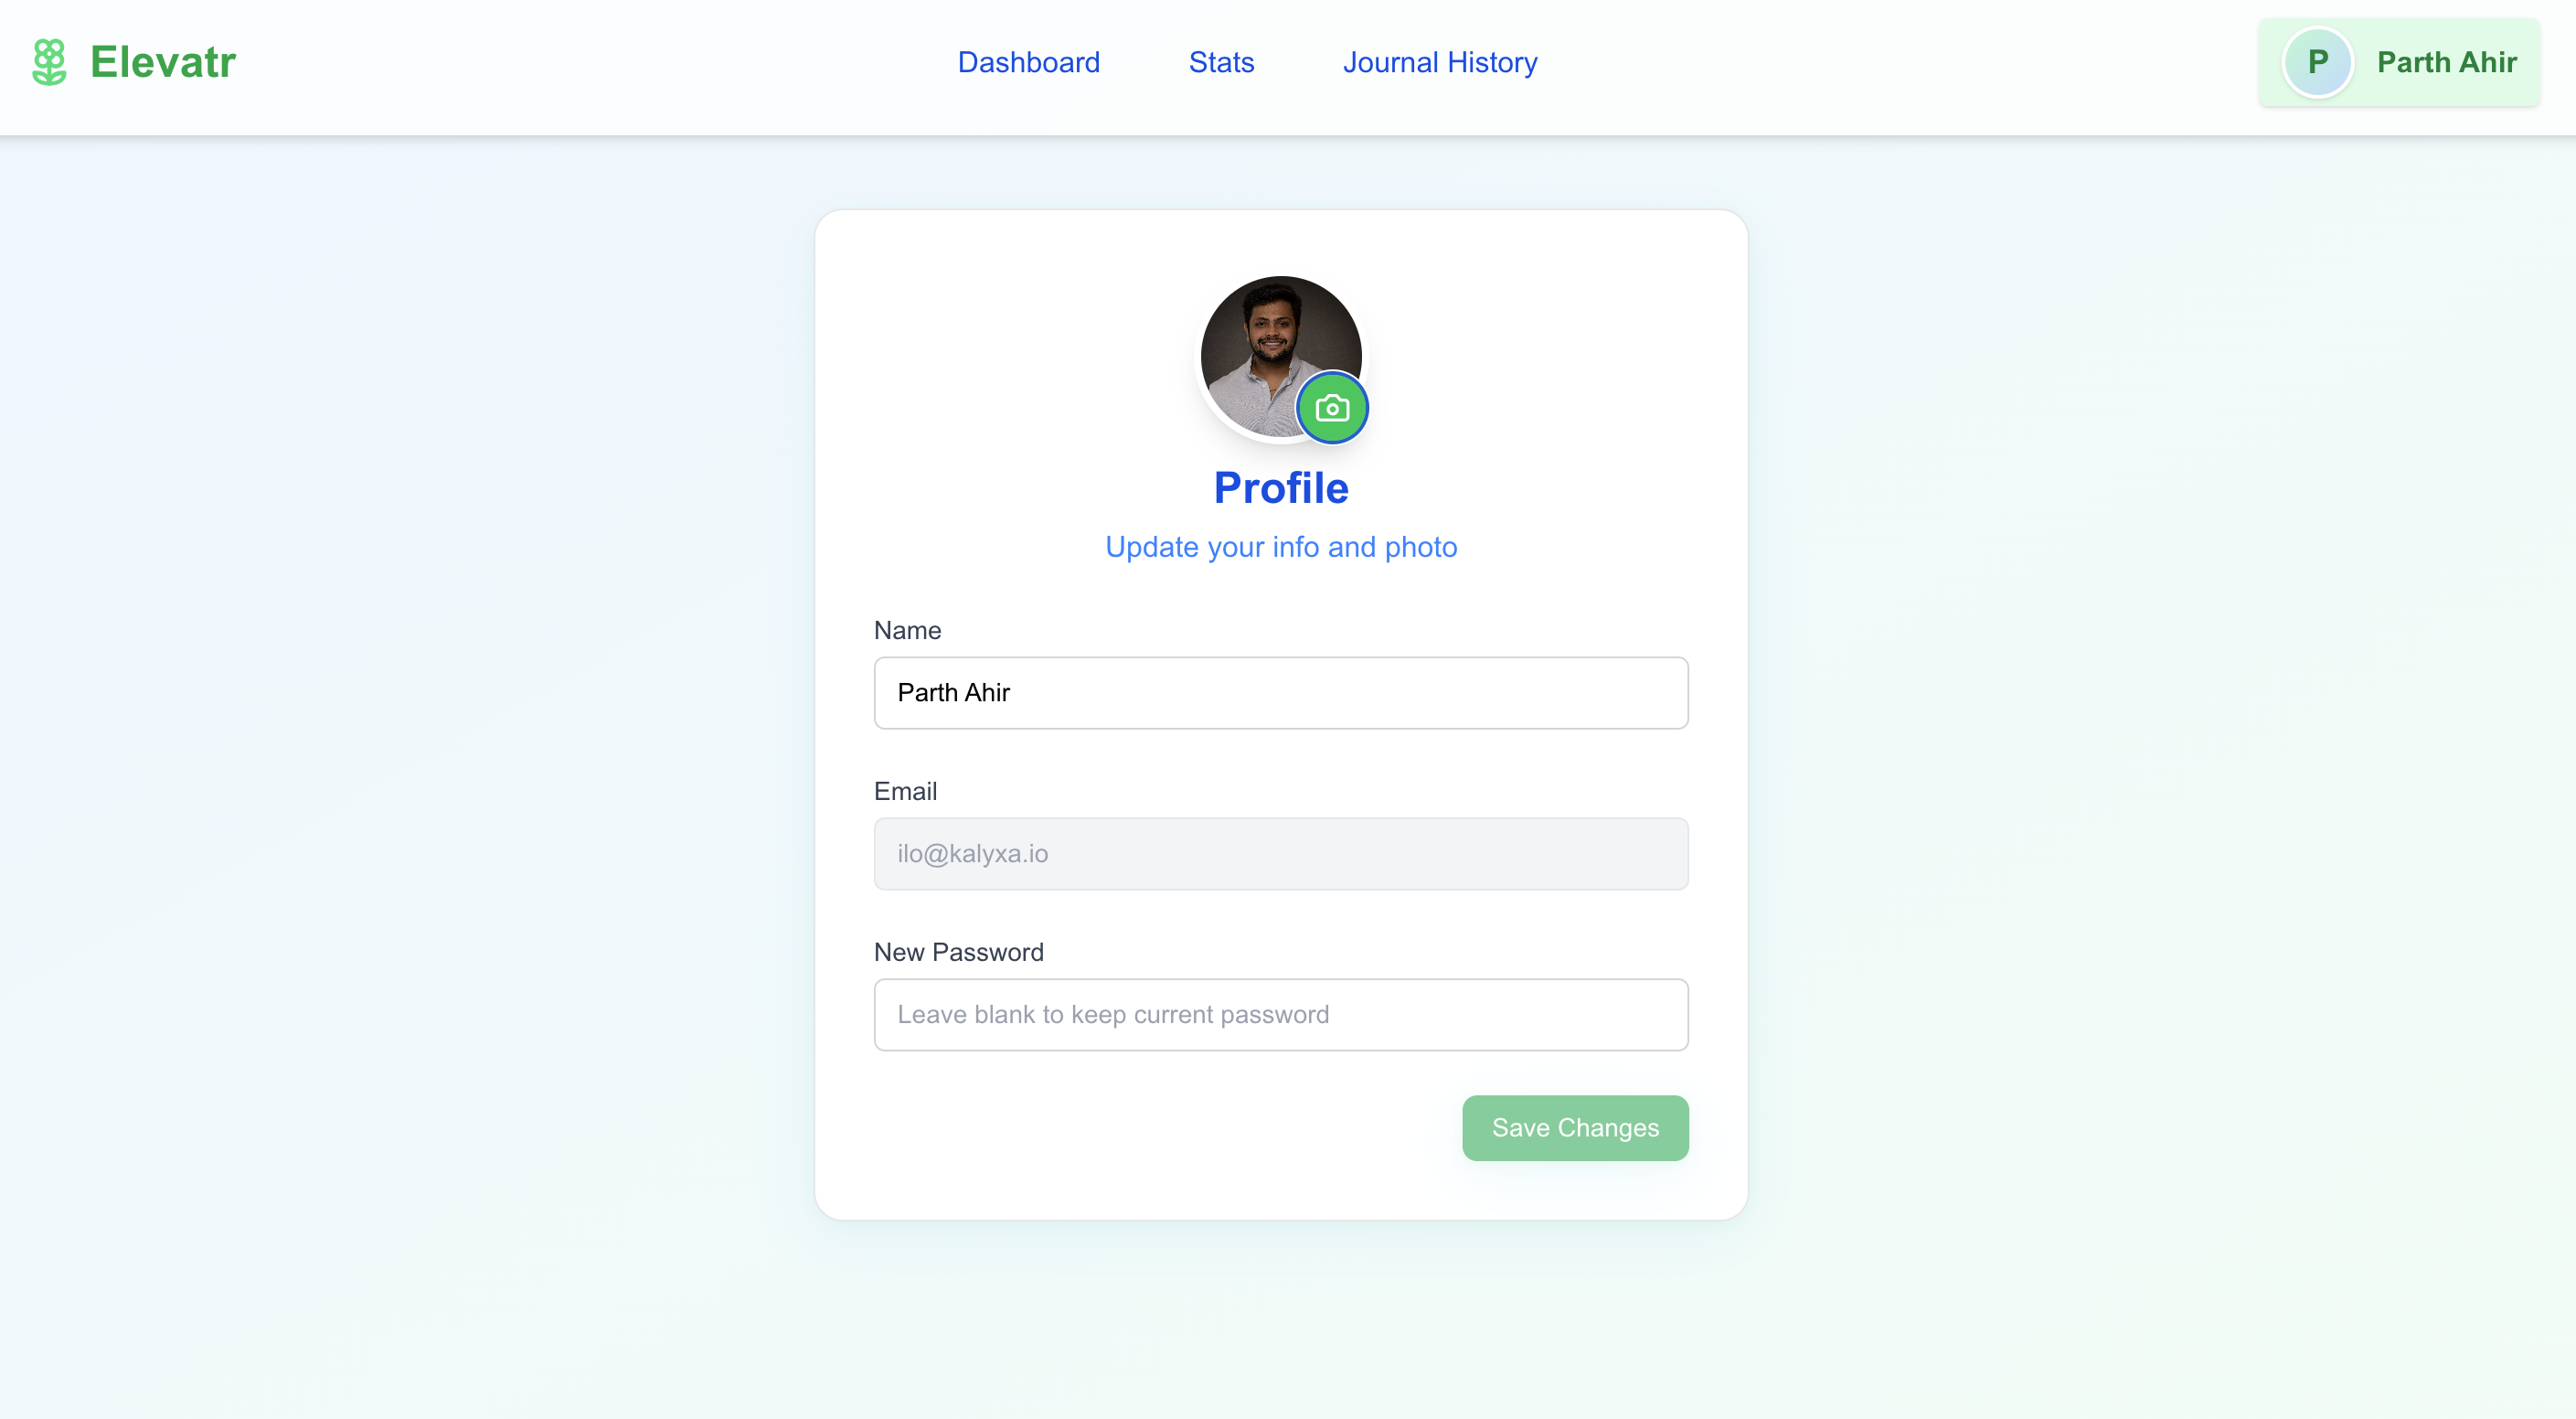 Elevatr
Dashboard
Stats
Journal History
P
Parth Ahir
Profile
Update your info and photo
Name
Parth Ahir
Email
ilo@kalyxa.io
New Password
Leave blank to keep current password
Save Changes